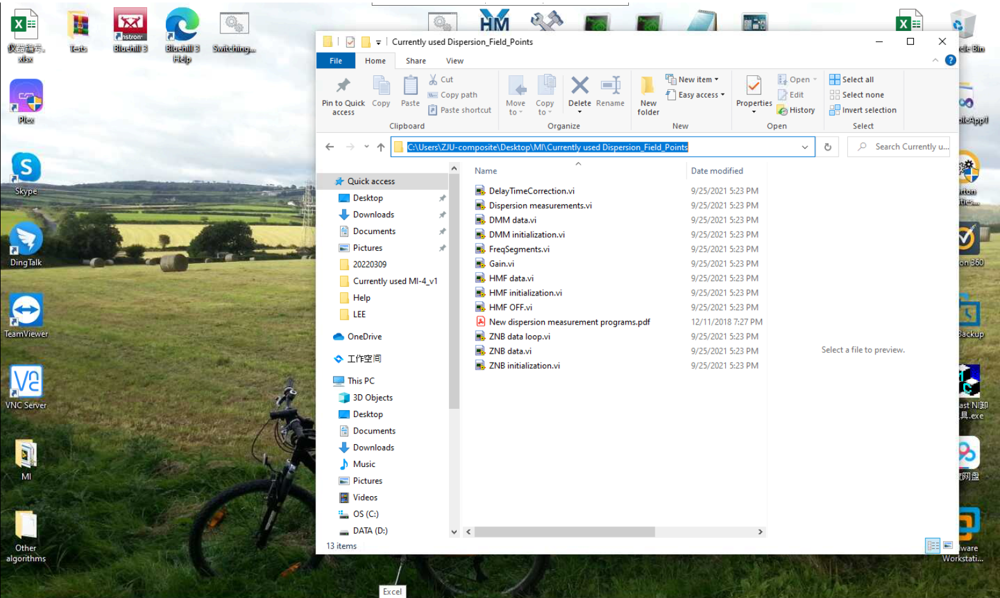 Currently used Dispersion_Field_Points
File Home Share View
Pin to Quick access
Copy
Paste
Cut
Copy path
Paste shortcut
Clipboard
Move to
Copy to
Delete
Rename
Organize
New folder
New item
Easy access
New
Properties
Open
Edit
History
Open
Select all
Select none
Invert selection
Select
C:\Users\ZJU-composite\Desktop\MI\Currently used Dispersion_Field_Points
Search Currently u...
Quick access
Desktop
Downloads
Documents
Pictures
20220309
Currently used MI-4_v1
Help
LEE
OneDrive
工作空间
This PC
3D Objects
Desktop
Documents
Downloads
Music
Pictures
Videos
OS (C:)
DATA (D:)
Name Date modified
DelayTimeCorrection.vi 9/25/2021 5:23 PM
Dispersion measurements.vi 9/25/2021 5:23 PM
DMM data.vi 9/25/2021 5:23 PM
DMM initialization.vi 9/25/2021 5:23 PM
FreqSegments.vi 9/25/2021 5:23 PM
Gain.vi 9/25/2021 5:23 PM
HMF data.vi 9/25/2021 5:23 PM
HMF initialization.vi 9/25/2021 5:23 PM
HMF OFF.vi 9/25/2021 5:23 PM
New dispersion measurement programs.pdf 12/11/2018 7:27 PM
ZNB data loop.vi 9/25/2021 5:23 PM
ZNB data.vi 9/25/2021 5:23 PM
ZNB initialization.vi 9/25/2021 5:23 PM
Select a file to preview.
13 items
仪器编号.
xlsx
Tests
Bluehill 3
Bluehill 3
Help
Switching...
Plex
Skype
DingTalk
TeamViewer
VNC Server
MI
Other
algorithms
HM
cle Bin
oleApp1
rton
ities...
on 360
Backup
ast NI卸
具.exe
度网盘
ware
Workstati...
Excel